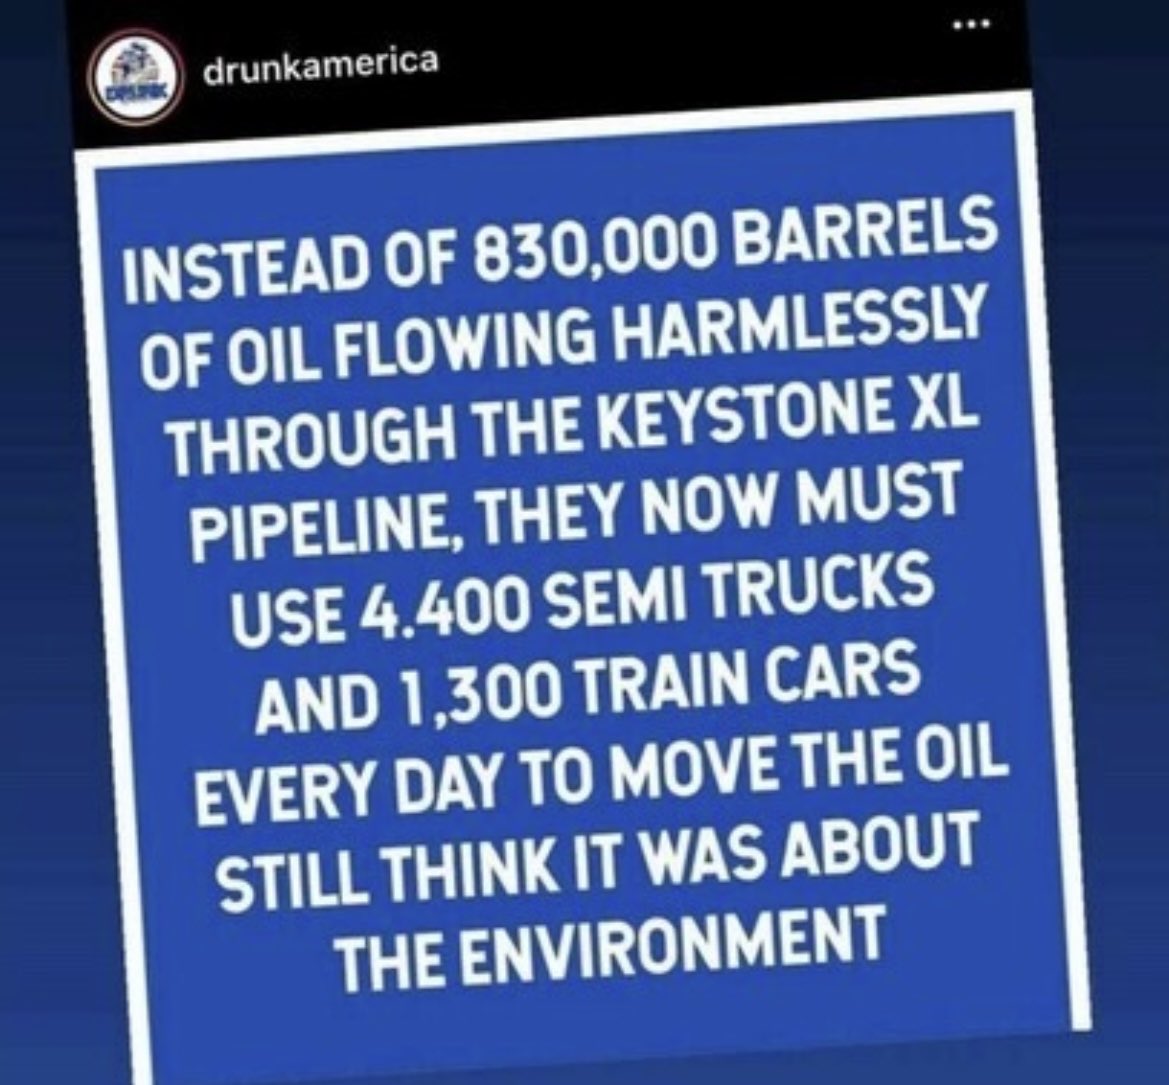 drunkamerica
INSTEAD OF 830,000 BARRELS
OF OIL FLOWING HARMLESSLY
THROUGH THE KEYSTONE XL
PIPELINE, THEY NOW MUST
USE 4.400 SEMI TRUCKS
AND 1,300 TRAIN CARS
EVERY DAY TO MOVE THE OIL
STILL THINK IT WAS ABOUT
THE ENVIRONMENT